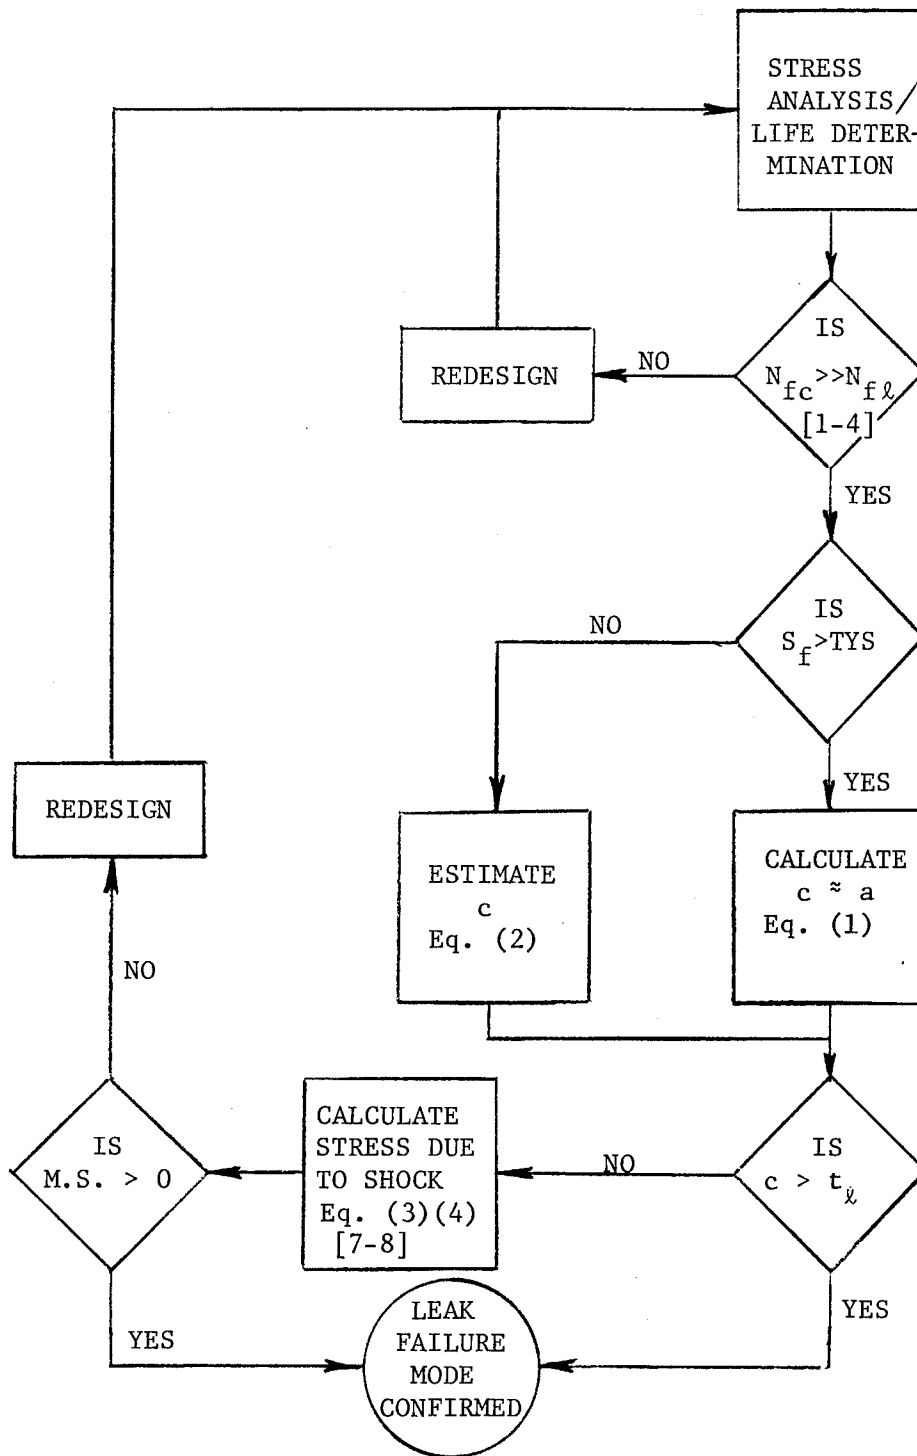 STRESS
ANALYSIS/
LIFE DETER-
MINATION
IS
N_fc>>N_fℓ
[1-4]
NO
REDESIGN
YES
IS
S_f>TYS
NO
YES
REDESIGN
ESTIMATE
c
Eq. (2)
CALCULATE
c ≈ a
Eq. (1)
NO
IS
M.S. > 0
CALCULATE
STRESS DUE
TO SHOCK
Eq. (3)(4)
[7-8]
NO
IS
c > t_ℓ
YES
YES
LEAK
FAILURE
MODE
CONFIRMED